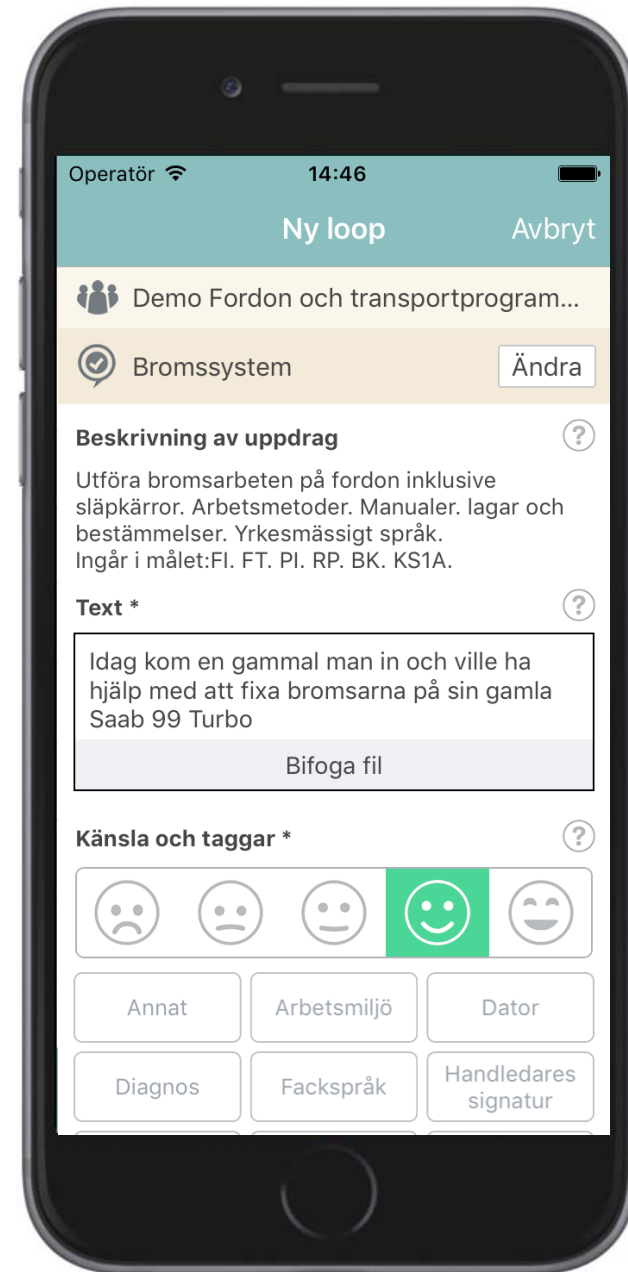 Operatör 14:46
Ny loop Avbryt
Demo Fordon och transportprogram...
Bromssystem Ändra
Beskrivning av uppdrag ?
Utföra bromsarbeten på fordon inklusive
släpkärror. Arbetsmetoder. Manualer. lagar och
bestämmelser. Yrkesmässigt språk.
Ingår i målet:FI. FT. PI. RP. BK. KS1A.
Text * ?
Idag kom en gammal man in och ville ha
hjälp med att fixa bromsarna på sin gamla
Saab 99 Turbo
Bifoga fil
Känsla och taggar * ?
Annat Arbetsmiljö Dator
Diagnos Fackspråk Handledares
signatur